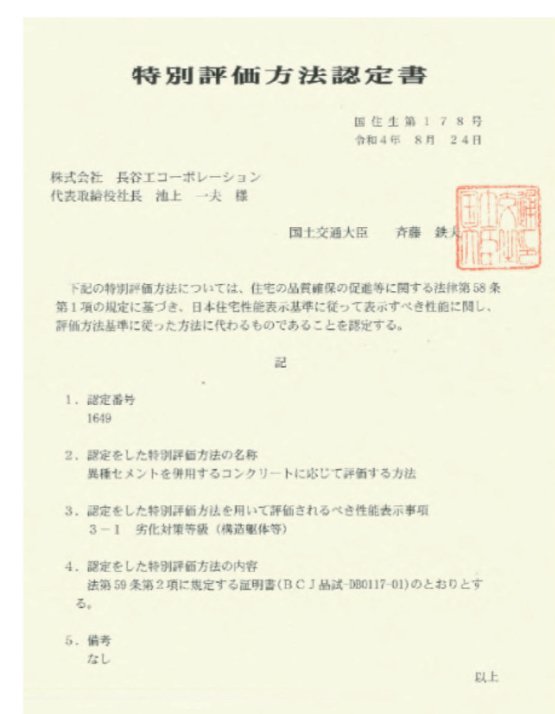 特別評価方法認定書
国住生第178号
令和4年 8月 24日
株式会社 長谷工コーポレーション
代表取締役社長 池上 一夫 様
国土交通大臣 斉藤 鉄夫
下記の特別評価方法については、住宅の品質確保の促進等に関する法律第58条
第1項の規定に基づき、日本住宅性能表示基準に従って表示すべき性能に関し、
評価方法基準に従った方法に代わるものであることを認定する。
記
1．認定番号
1649
2．認定をした特別評価方法の名称
異種セメントを併用するコンクリートに応じて評価する方法
3．認定をした特別評価方法を用いて評価されるべき性能表示事項
3－1 劣化対策等級（構造躯体等）
4．認定をした特別評価方法の内容
法第59条第2項に規定する証明書(BCJ品試-DB0117-01)のとおりとす
る。
5．備考
なし
以上